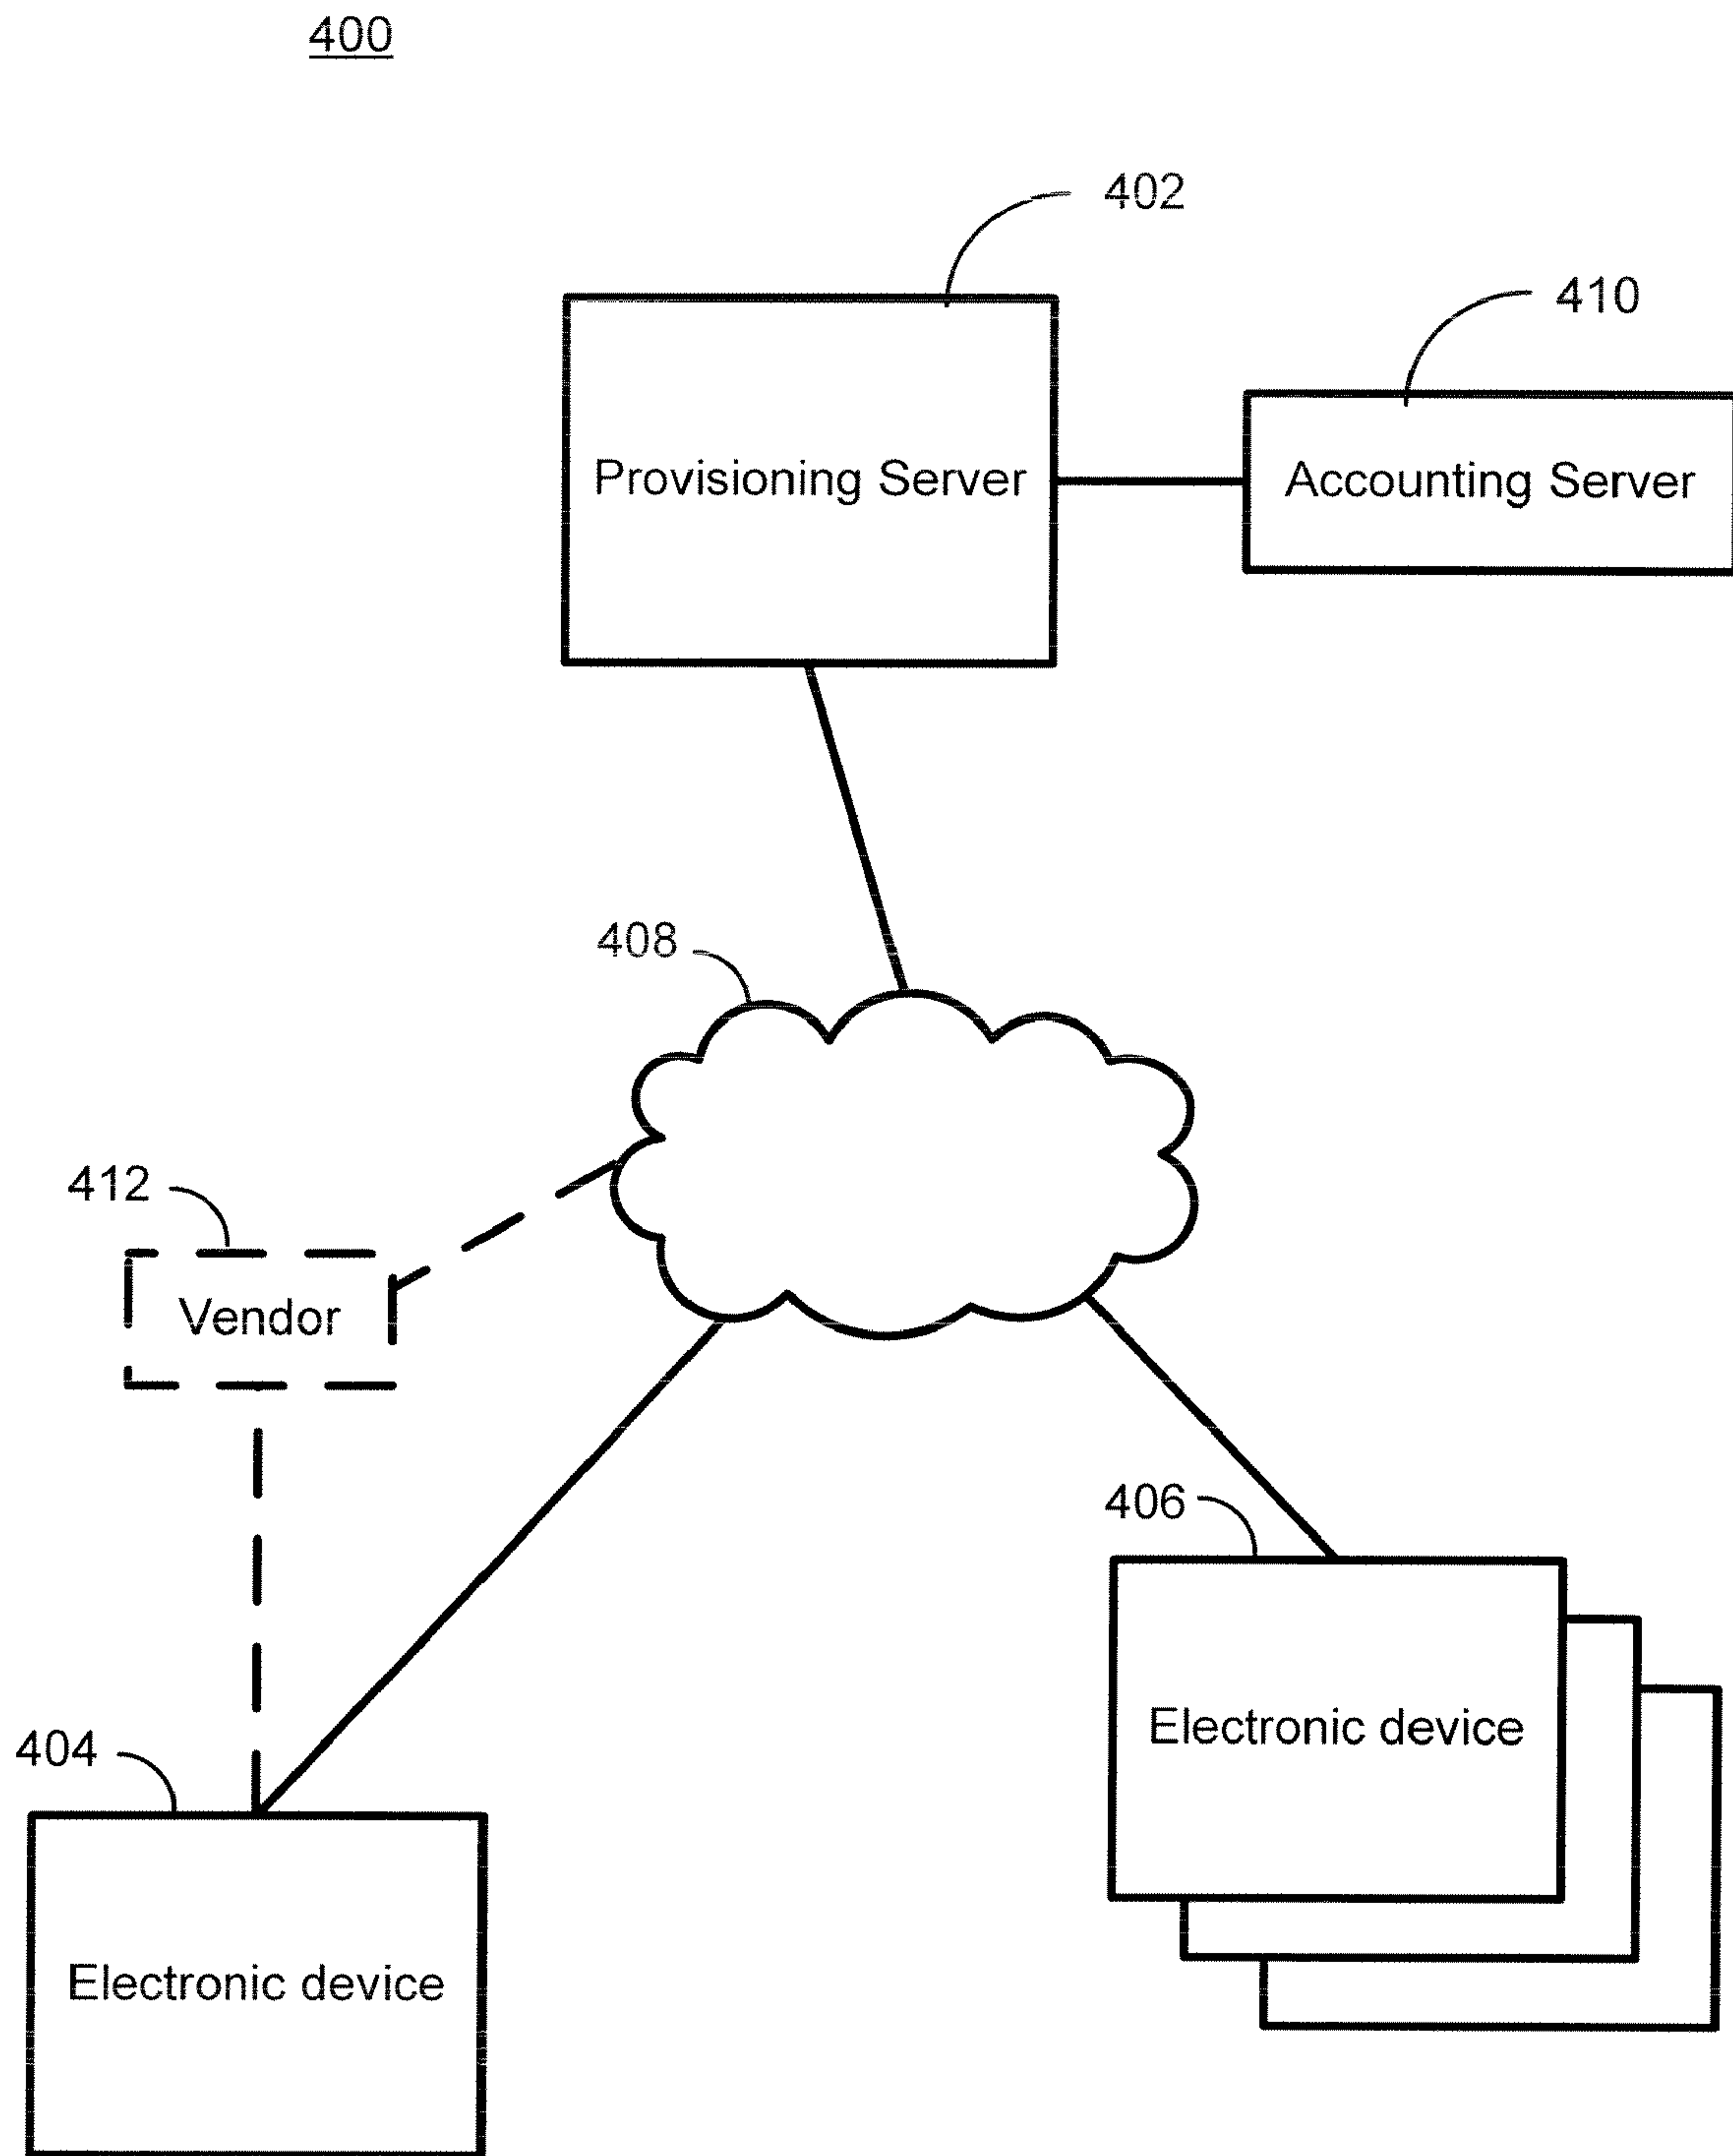 400
402
410
Provisioning Server
Accounting Server
408
412
Vendor
406
Electronic device
404
Electronic device